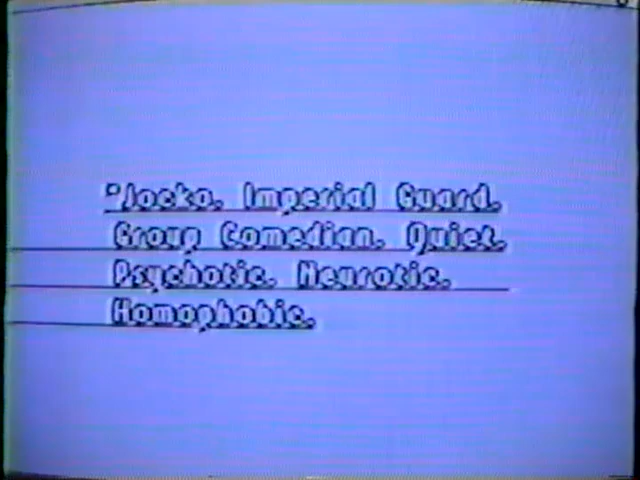 "Jocko. Imperial Guard.
Group Comedian. Quiet.
Psychotic. Neurotic.
Homophobic.